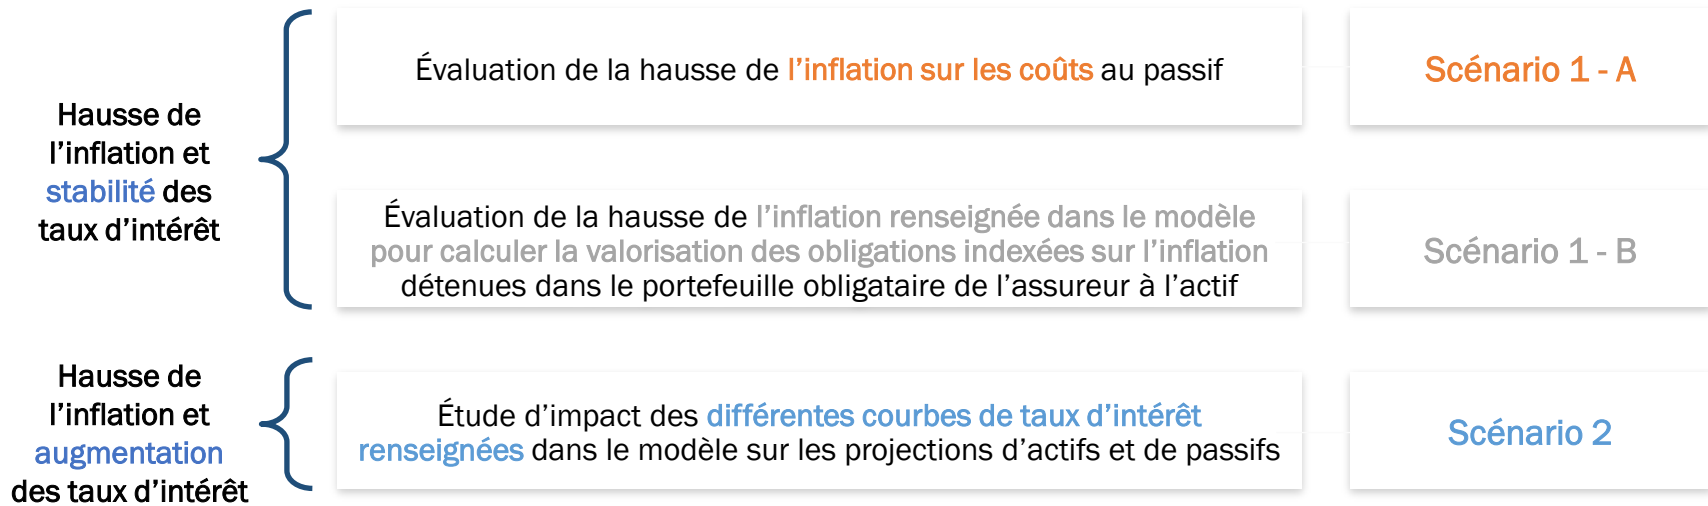 Hausse de
l’inflation et
stabilité des
taux d’intérêt
Évaluation de la hausse de l’inflation sur les coûts au passif
Scénario 1 - A
Évaluation de la hausse de l’inflation renseignée dans le modèle
pour calculer la valorisation des obligations indexées sur l’inflation
détenues dans le portefeuille obligataire de l’assureur à l’actif
Scénario 1 - B
Hausse de
l’inflation et
augmentation
des taux d’intérêt
Étude d’impact des différentes courbes de taux d’intérêt
renseignées dans le modèle sur les projections d’actifs et de passifs
Scénario 2